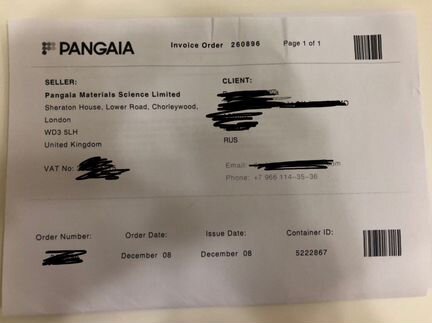 PANGAIA
Invoice Order 260896
Page 1 of 1
SELLER:
Pangaia Materials Science Limited
Sheraton House, Lower Road, Chorleywood,
London
WD3 5LH
United Kingdom
VAT No:
CLIENT:
RUS
Email: om
Phone: +7 966 114-35-36
Order Number:
Order Date:
Issue Date:
Container ID:
December 08
December 08
5222867